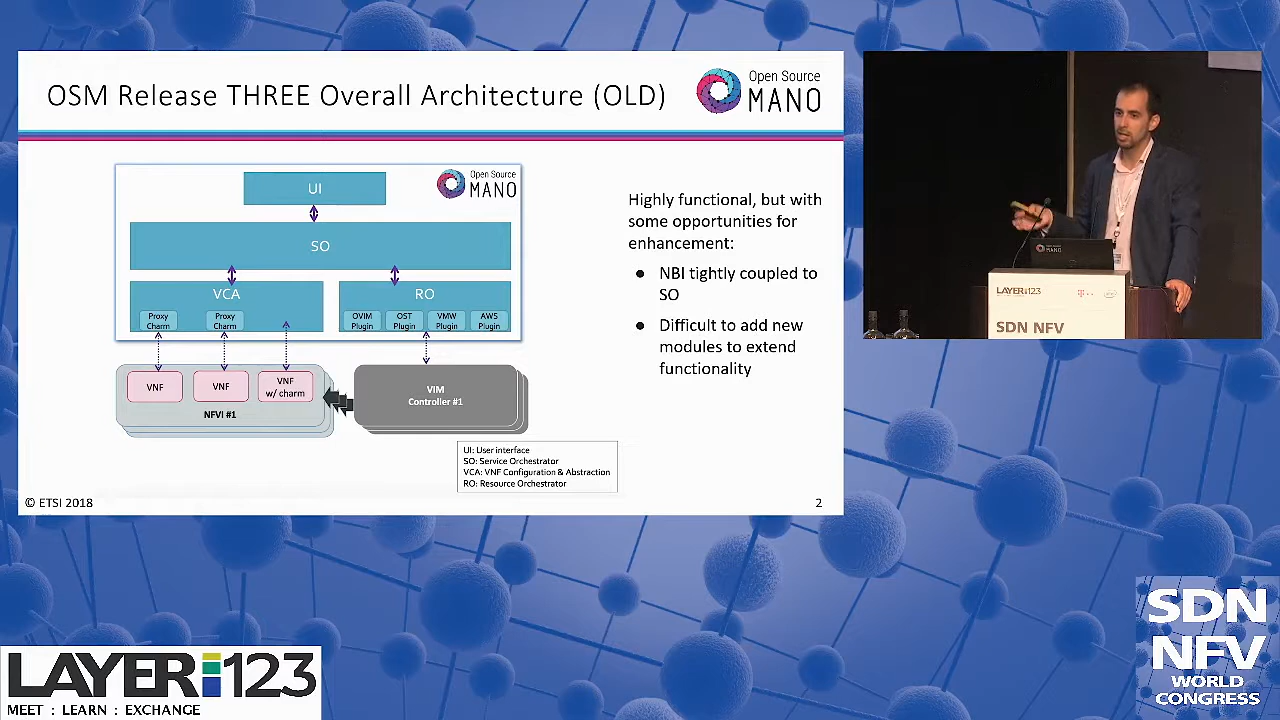 OSM Release THREE Overall Architecture (OLD)
Open Source
MANO
UI
Open Source
MANO
SO
VCA
RO
Proxy
Charm
Proxy
Charm
OVIM
Plugin
OST
Plugin
VMW
Plugin
AWS
Plugin
VNF
VNF
VNF
w/ charm
NFVI #1
VIM
Controller #1
UI: User interface
SO: Service Orchestrator
VCA: VNF Configuration & Abstraction
RO: Resource Orchestrator
Highly functional, but with
some opportunities for
enhancement:
● NBI tightly coupled to
SO
● Difficult to add new
modules to extend
functionality
© ETSI 2018
2
Open Source
MANO
LAYER123
SDN NFV
LAYER123
MEET : LEARN : EXCHANGE
SDN
NFV
WORLD
CONGRESS